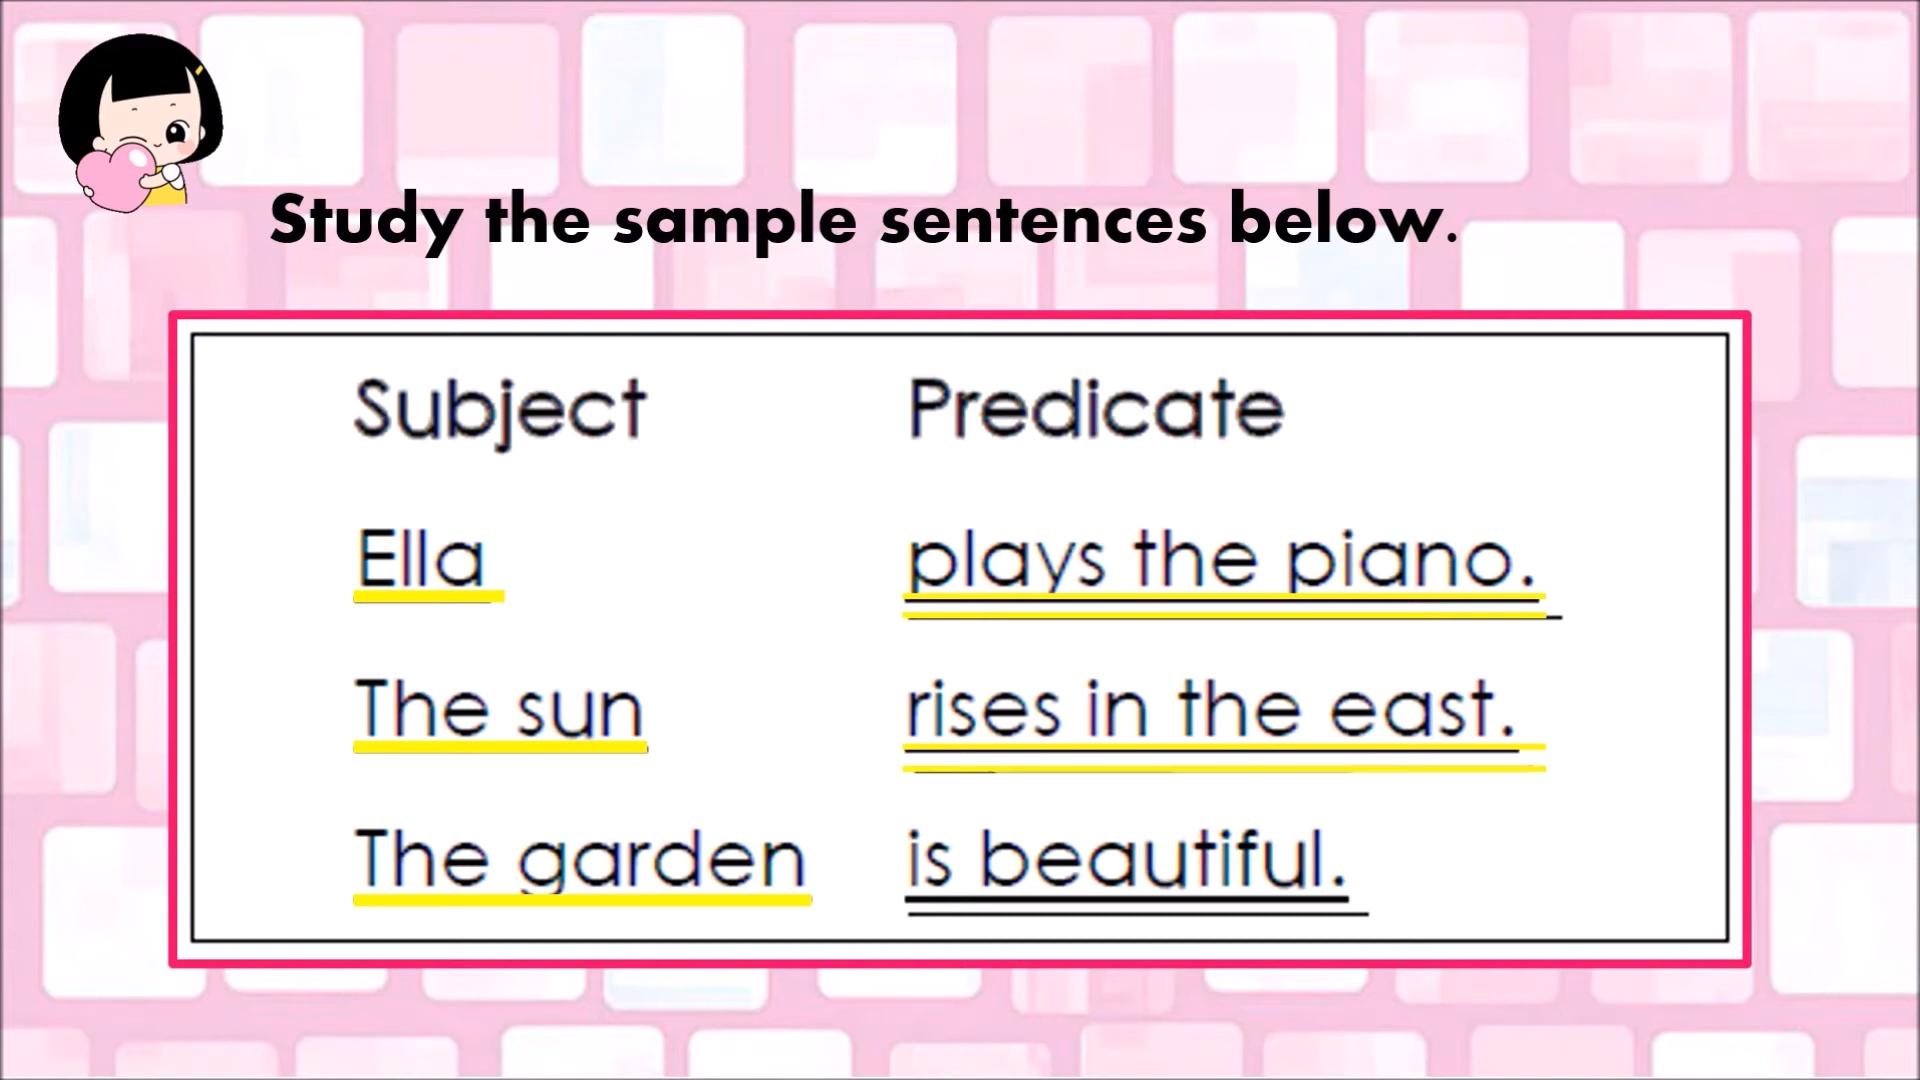 Study the sample sentences below.
Subject Predicate
Ella plays the piano.
The sun rises in the east.
The garden is beautiful.